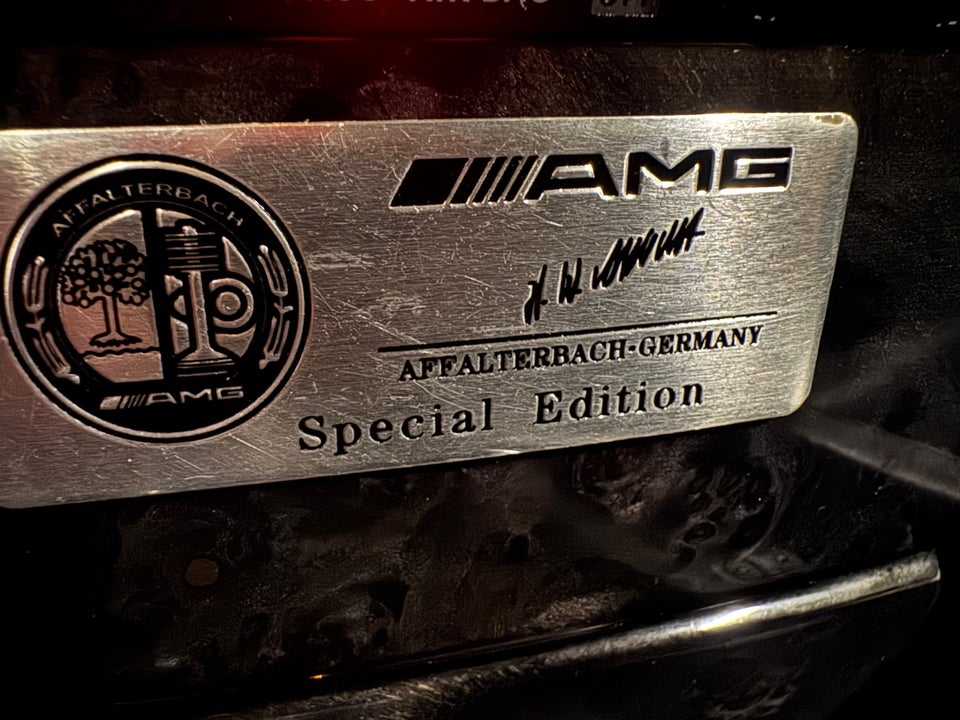 AFFALTERBACH
AMG
AMG
AFFALTERBACH-GERMANY
Special Edition